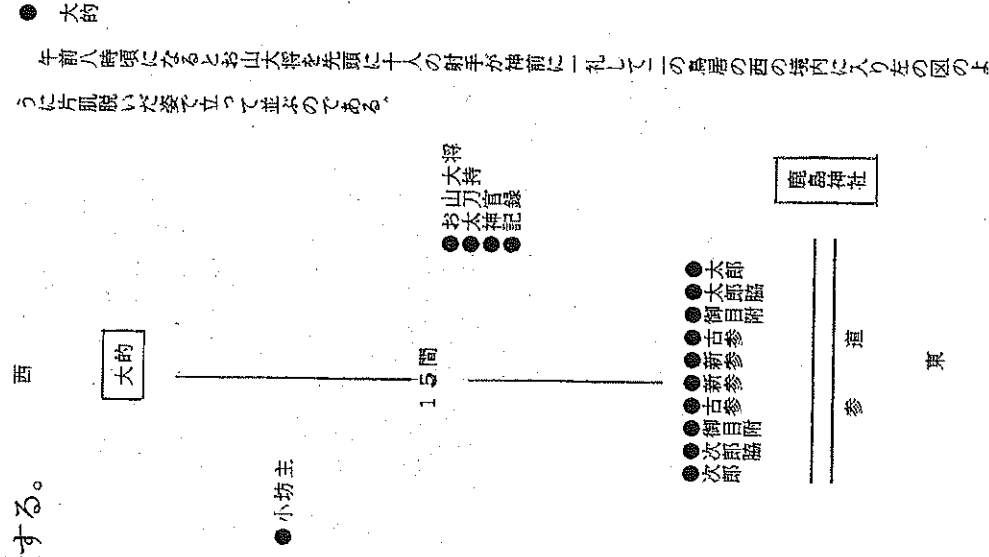 ● 大的
午前八時頃になるとお山大将を先頭に十人の射手が神前に一礼して二の鳥居の西の境内に入り左の図のよ
うに片肌脱いだ姿で立って並ぶのである。
西
大的
15間
●お山大将
●太刀持
●神官
●記録
鹿島神社
●太郎
●太郎脇
●御目附
●古参
●新参
●新参
●古参
●御目附
●次郎脇
●次郎
参道
東
●小坊主
する。